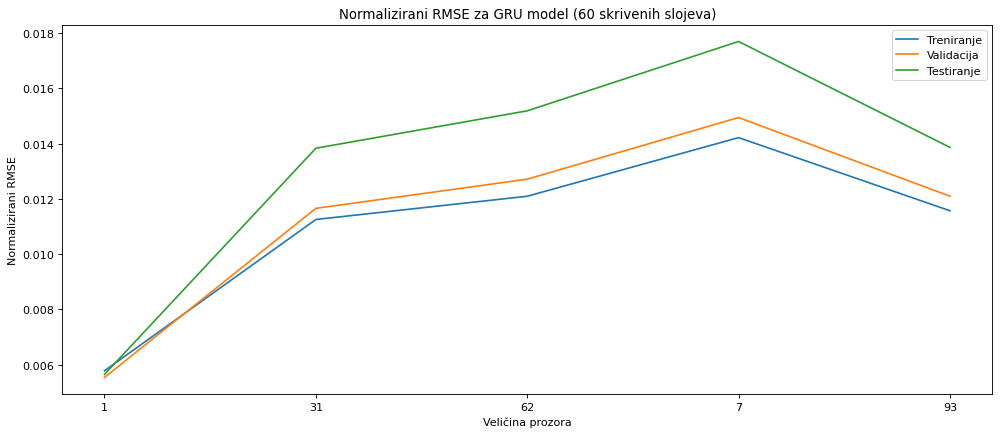 Normalizirani RMSE za GRU model (60 skrivenih slojeva)
Treniranje
Validacija
Testiranje
0.018
0.016
0.014
0.012
0.010
0.008
0.006
Normalizirani RMSE
1 31 62 7 93
Veličina prozora